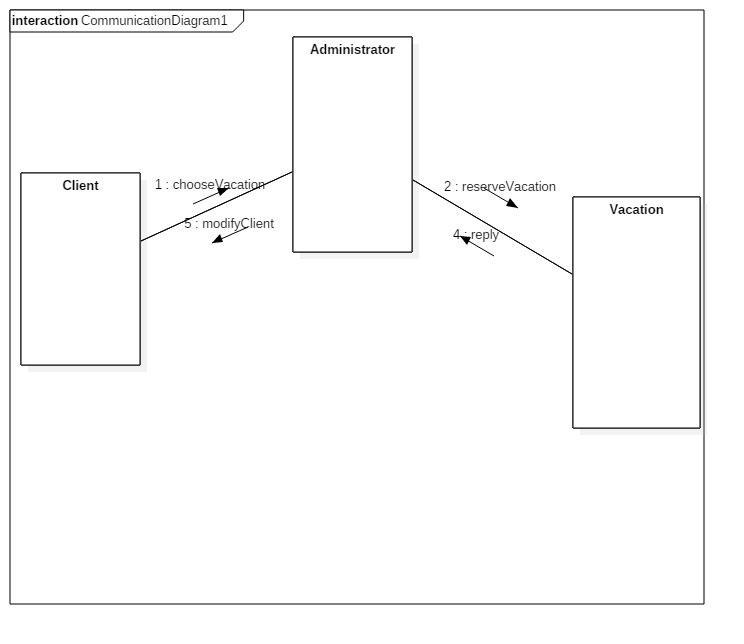 interaction CommunicationDiagram1
Administrator
Client
1 : chooseVacation
2 : reserveVacation
Vacation
5 : modifyClient
4 : reply